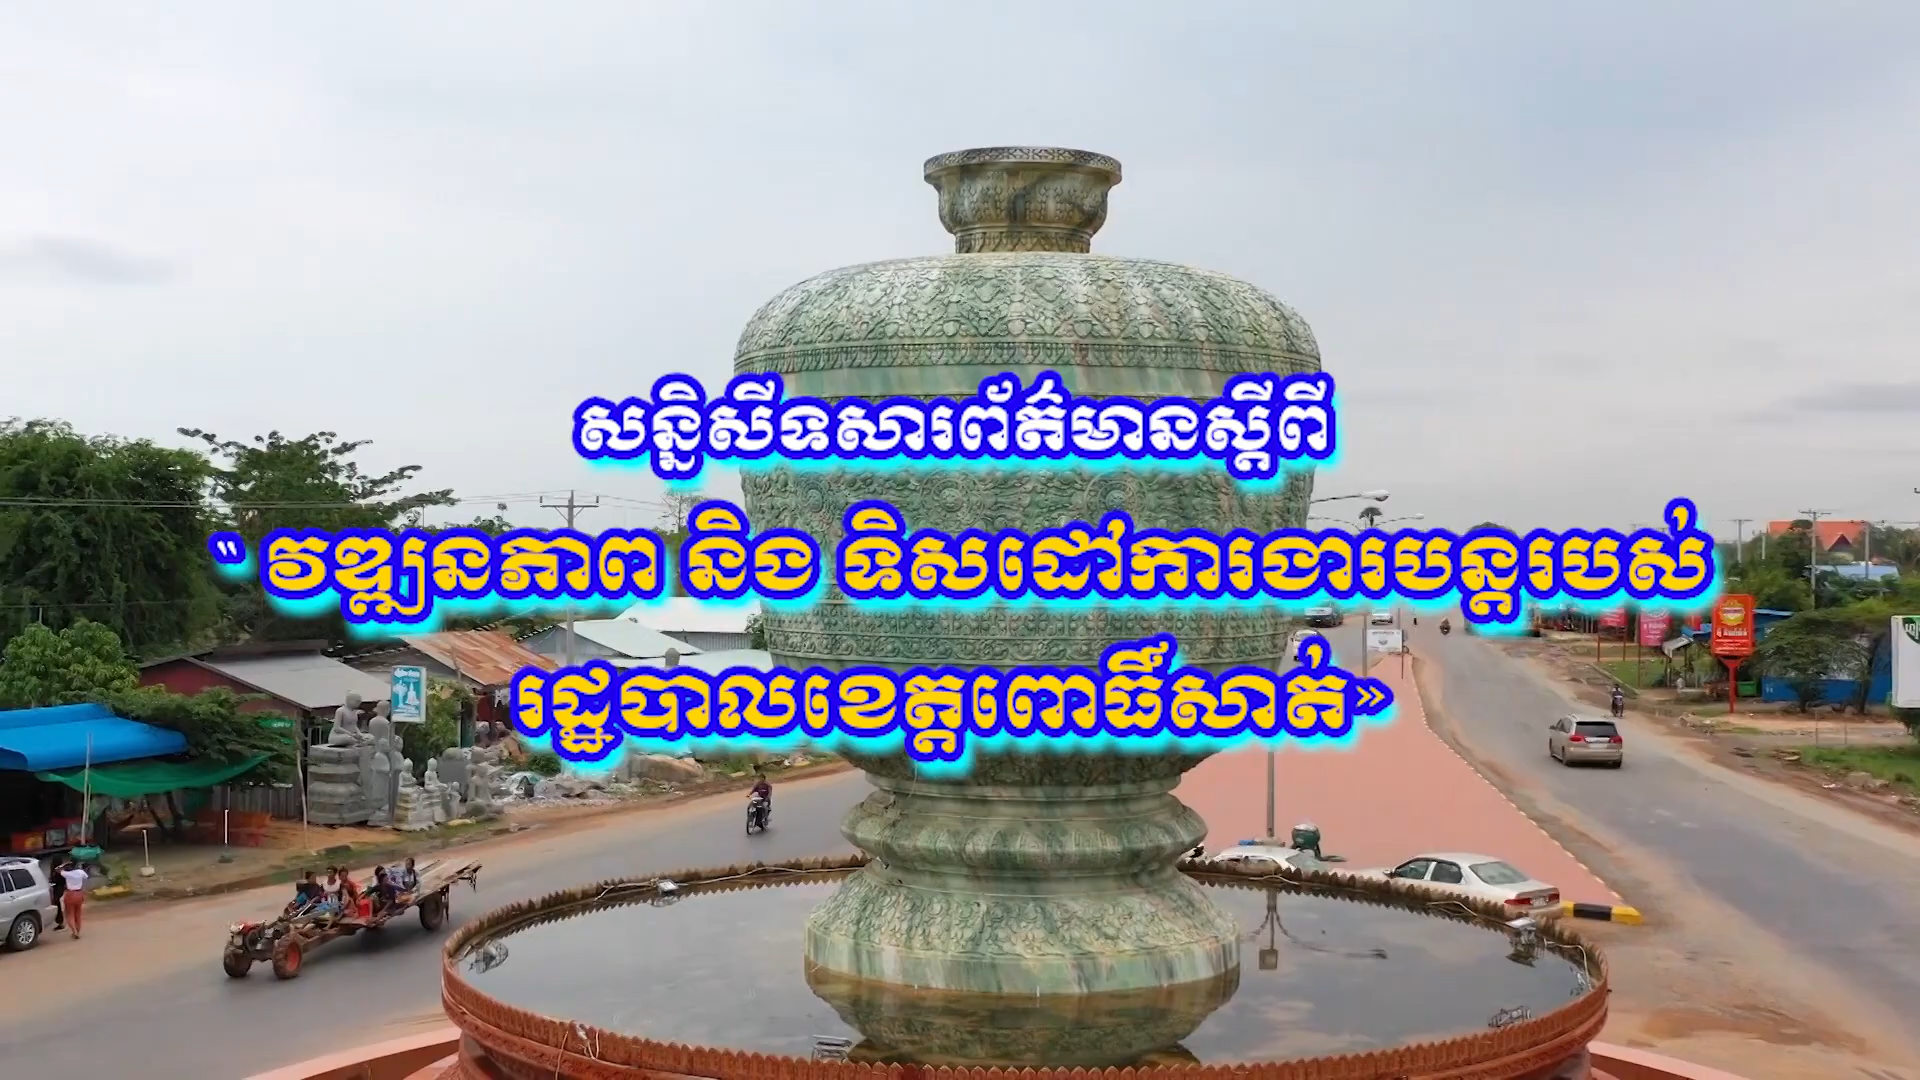 សន្និសីទសារព័ត៌មានស្តីពី
" វឌ្ឍនភាព និង ទិសដៅការងារបន្តរបស់
រដ្ឋបាលខេត្តពោធិ៍សាត់»